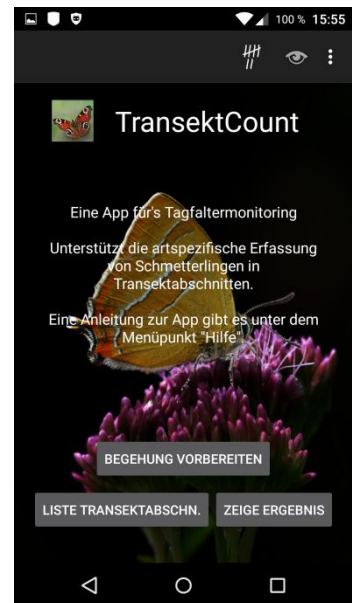 100 % 15:55
TransektCount
Eine App für's Tagfaltermonitoring
Unterstützt die artspezifische Erfassung
von Schmetterlingen in
Transektabschnitten.
Eine Anleitung zur App gibt es unter dem
Menüpunkt "Hilfe"
BEGEHUNG VORBEREITEN
LISTE TRANSEKTABSCHN. ZEIGE ERGEBNIS